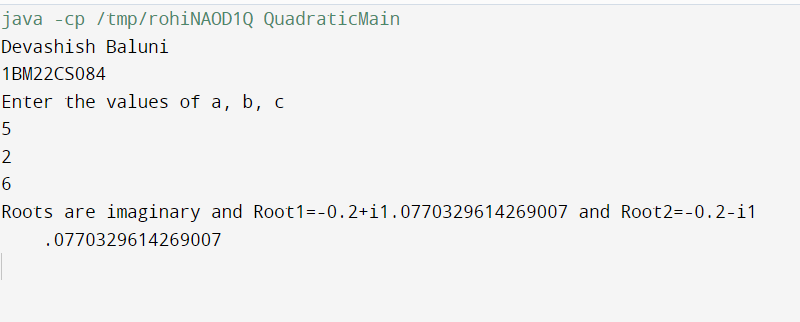 java -cp /tmp/rohiNAOD1Q QuadraticMain
Devashish Baluni
1BM22CS084
Enter the values of a, b, c
5
2
6
Roots are imaginary and Root1=-0.2+i1.0770329614269007 and Root2=-0.2-i1
.0770329614269007